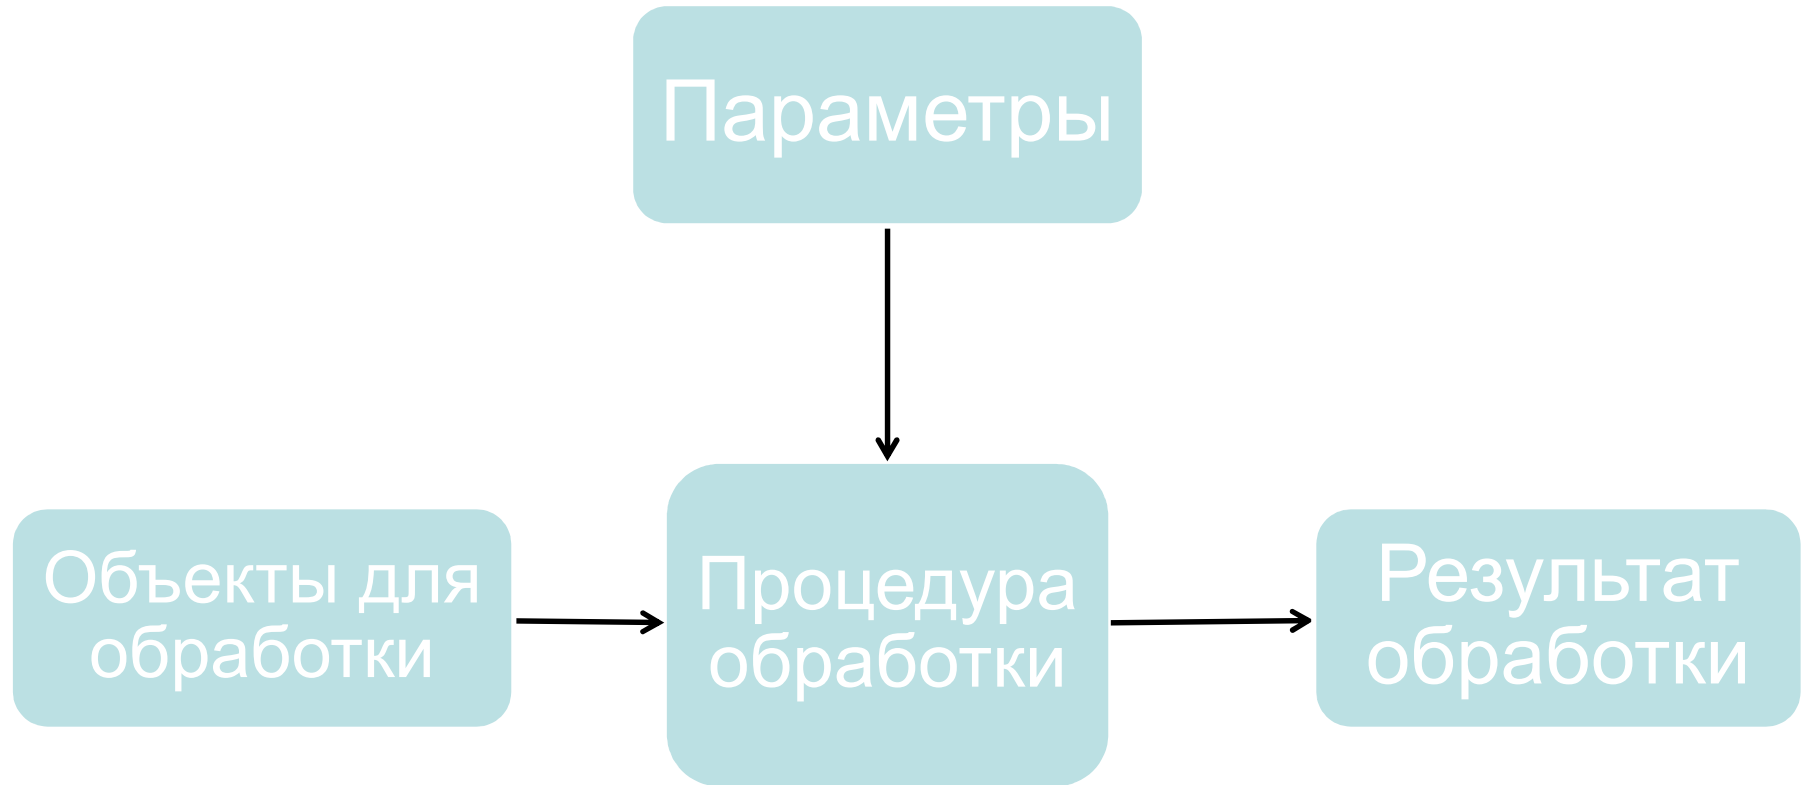 Параметры
Объекты для
обработки
Процедура
обработки
Результат
обработки